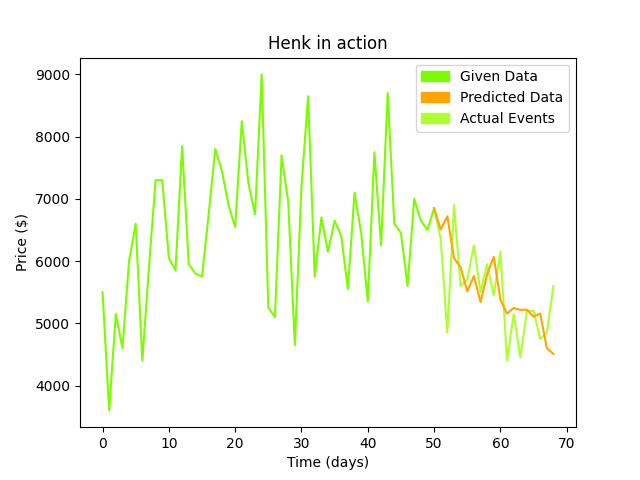 Henk in action
Given Data
Predicted Data
Actual Events
Price ($)
9000
8000
7000
6000
5000
4000
0 10 20 30 40 50 60 70
Time (days)